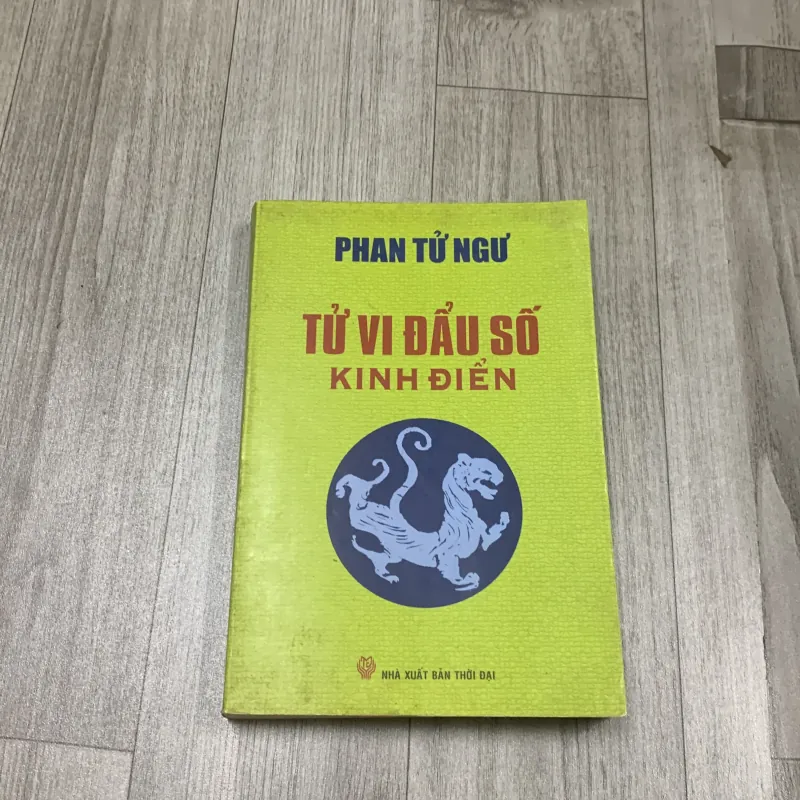 PHAN TỬ NGƯ
TỬ VI ĐẨU SỐ
KINH ĐIỂN
NHÀ XUẤT BẢN THỜI ĐẠI